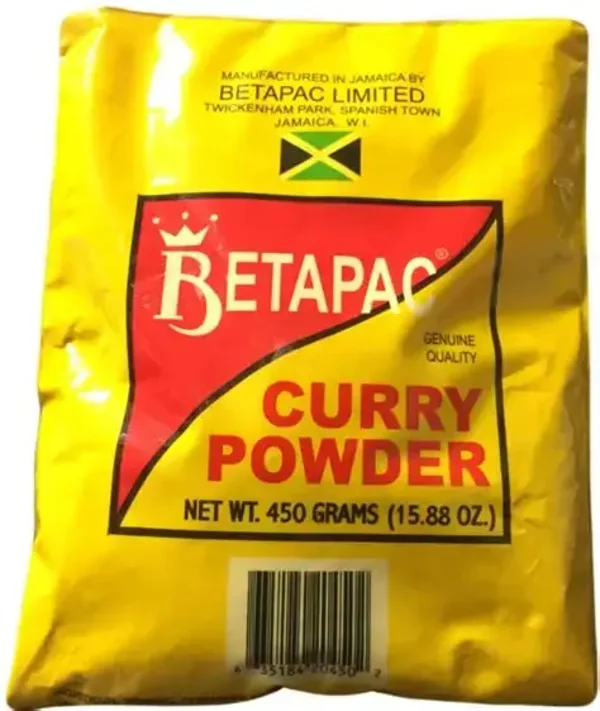 MANUFACTURED IN JAMAICA BY
BETAPAC LIMITED
TWICKENHAM PARK, SPANISH TOWN
JAMAICA, W.I.
BETAPAC®
GENUINE
QUALITY
CURRY
POWDER
NET WT. 450 GRAMS (15.88 OZ.)